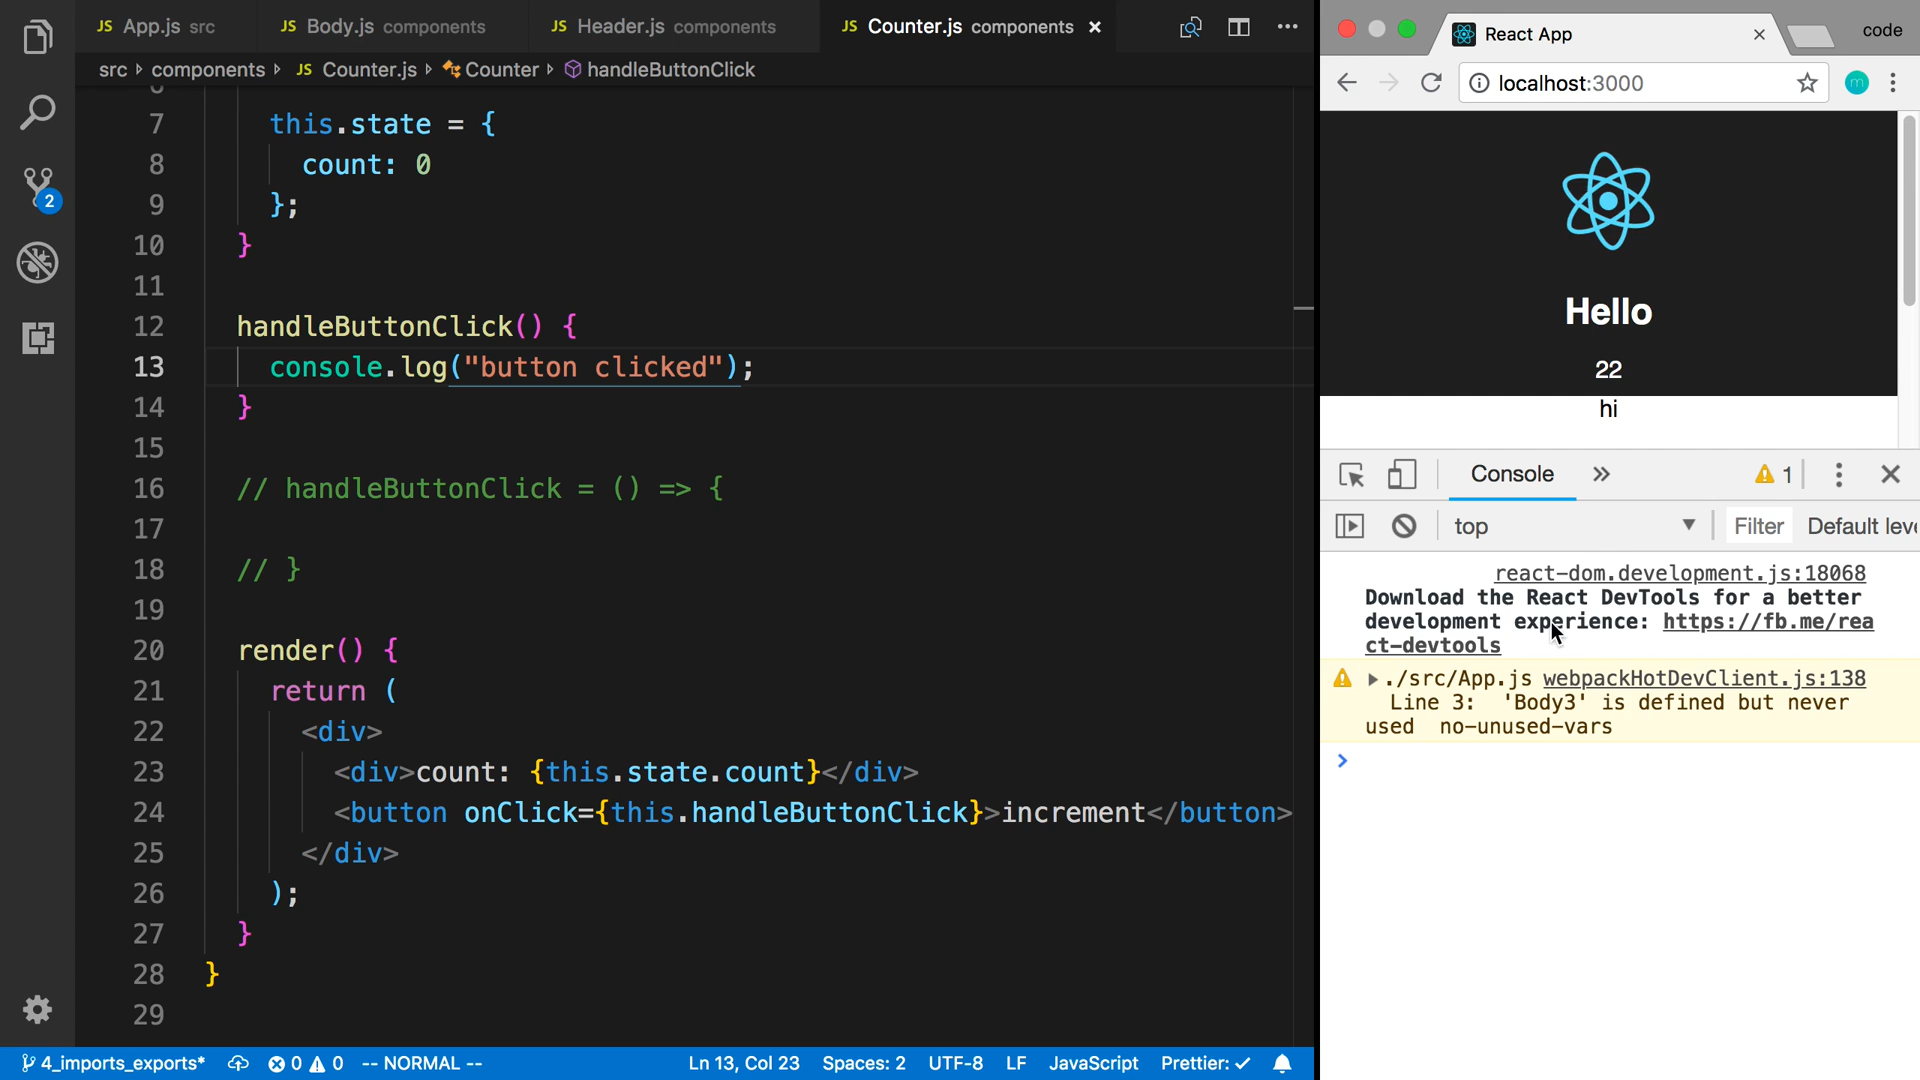 JS App.js src
JS Body.js components
JS Header.js components
JS Counter.js components
src components JS Counter.js Counter handleButtonClick
7 this.state = {
8 count: 0
9 };
10 }
11
12 handleButtonClick() {
13 console.log("button clicked");
14 }
15
16 // handleButtonClick = () => {
17
18 // }
19
20 render() {
21 return (
22 <div>
23 <div>count: {this.state.count}</div>
24 <button onClick={this.handleButtonClick}>increment</button>
25 </div>
26 );
27 }
28 }
29
2
4_imports_exports* 0 0 -- NORMAL -- Ln 13, Col 23 Spaces: 2 UTF-8 LF JavaScript Prettier: ✓
React App
code
localhost:3000
m
Hello
22
hi
Console » 1
top Filter Default leve
react-dom.development.js:18068
Download the React DevTools for a better
development experience: https://fb.me/rea
ct-devtools
./src/App.js webpackHotDevClient.js:138
Line 3: 'Body3' is defined but never
used no-unused-vars